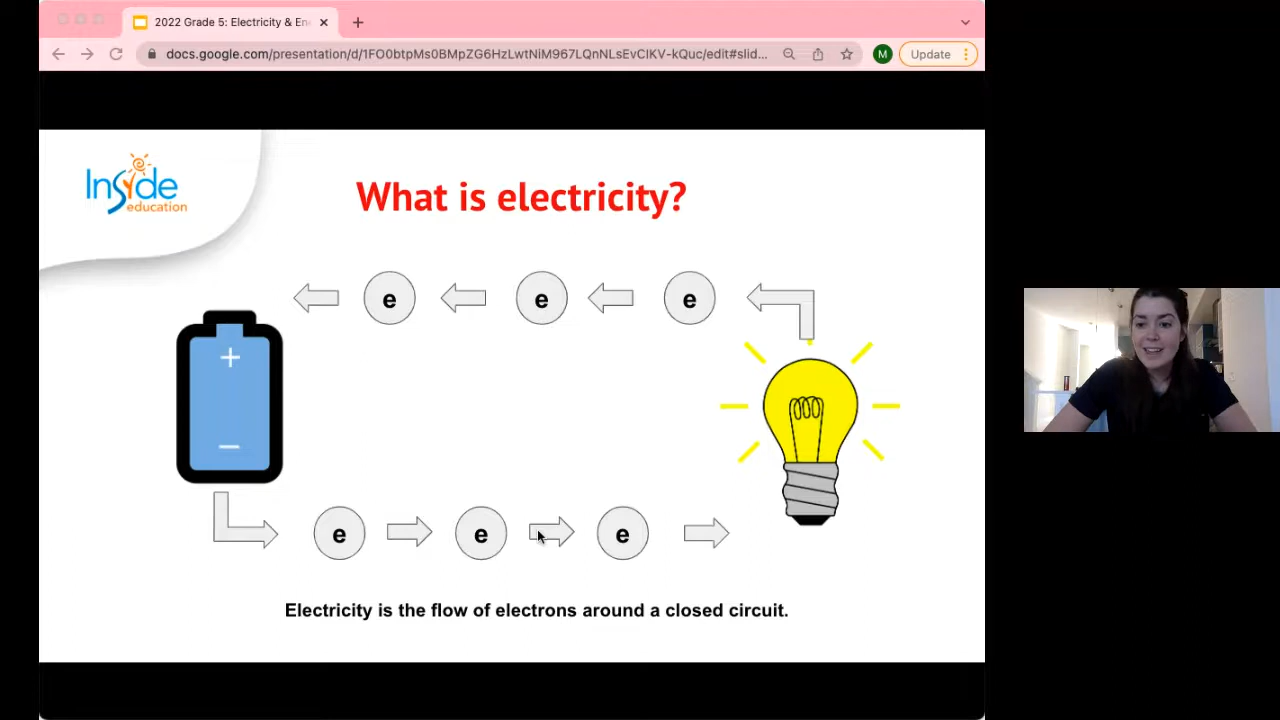 2022 Grade 5: Electricity & En
docs.google.com/presentation/d/1FO0btpMs0BMpZG6HzLwtNiM967LQnNLsEvCIKV-kQuc/edit#slid...
M
Update
Inside
education
What is electricity?
e e e
+
−
e e e
Electricity is the flow of electrons around a closed circuit.